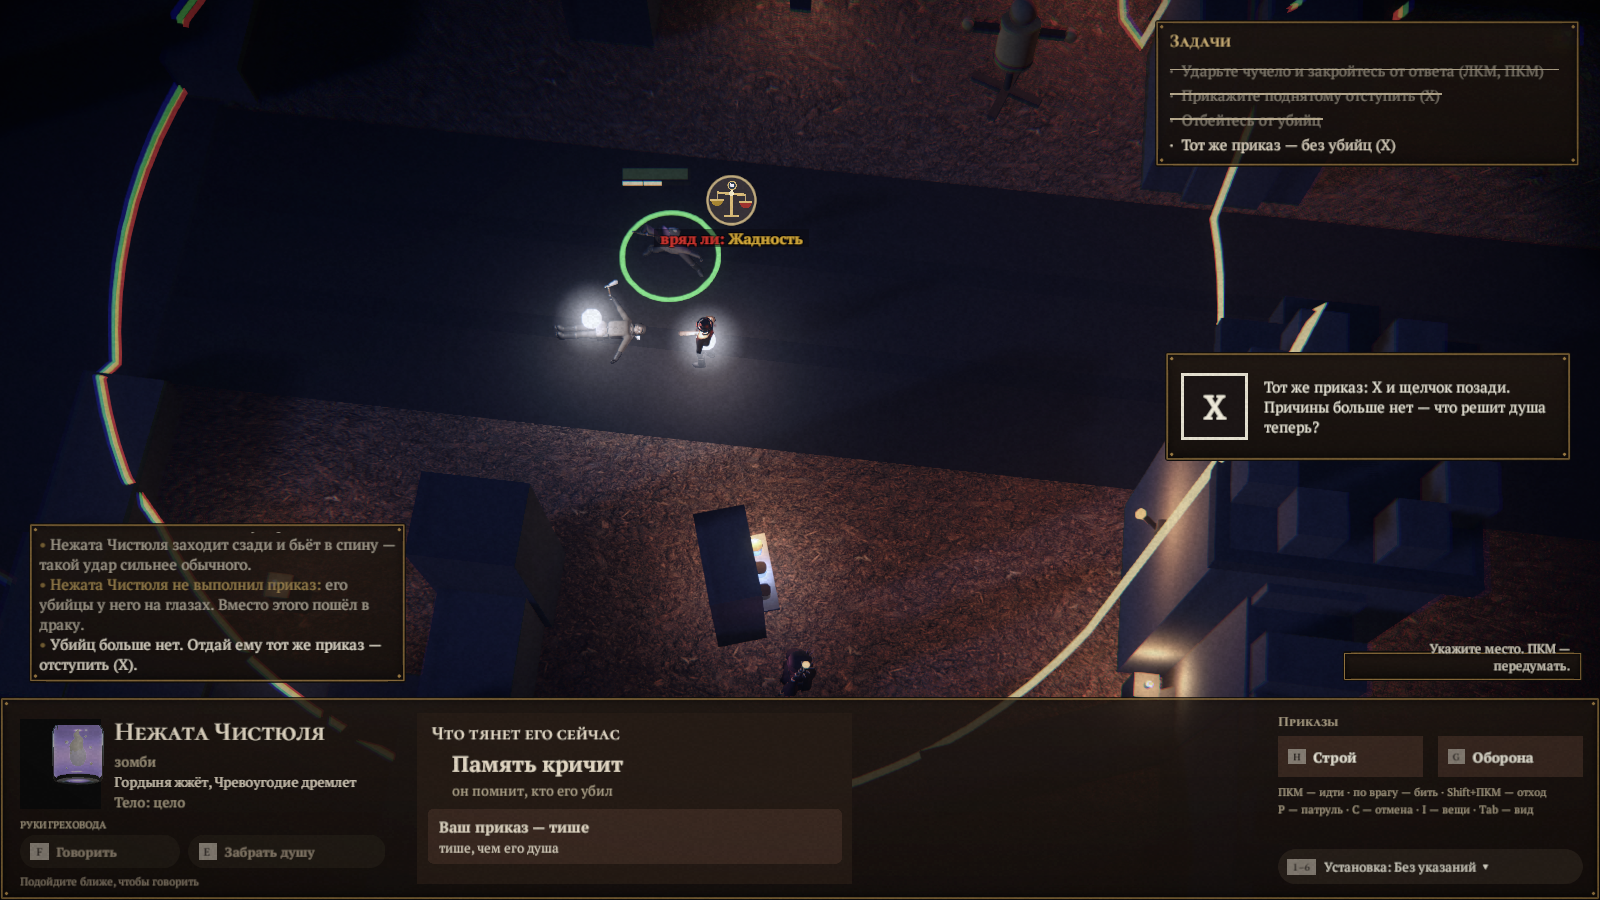 Задачи
· Ударьте чучело и закройтесь от ответа (ЛКМ, ПКМ)
· Прикажите поднятому отступить (X)
· Отбейтесь от убийц
· Тот же приказ — без убийц (X)
вряд ли: Жадность
X
Тот же приказ: X и щелчок позади.
Причины больше нет — что решит душа
теперь?
• Нежата Чистюля заходит сзади и бьёт в спину —
такой удар сильнее обычного.
• Нежата Чистюля не выполнил приказ: его
убийцы у него на глазах. Вместо этого пошёл в
драку.
• Убийц больше нет. Отдай ему тот же приказ —
отступить (X).
Укажите место. ПКМ —
передумать.
Нежата Чистюля
зомби
Гордыня жжёт, Чревоугодие дремлет
Тело: цело
РУКИ ГРЕХОВОДА
F Говорить
E Забрать душу
Подойдите ближе, чтобы говорить
Что тянет его сейчас
Память кричит
он помнит, кто его убил
Ваш приказ — тише
тише, чем его душа
Приказы
H Строй
G Оборона
ПКМ — идти · по врагу — бить · Shift+ПКМ — отход
P — патруль · C — отмена · I — вещи · Tab — вид
1–6 Установка: Без указаний ▾